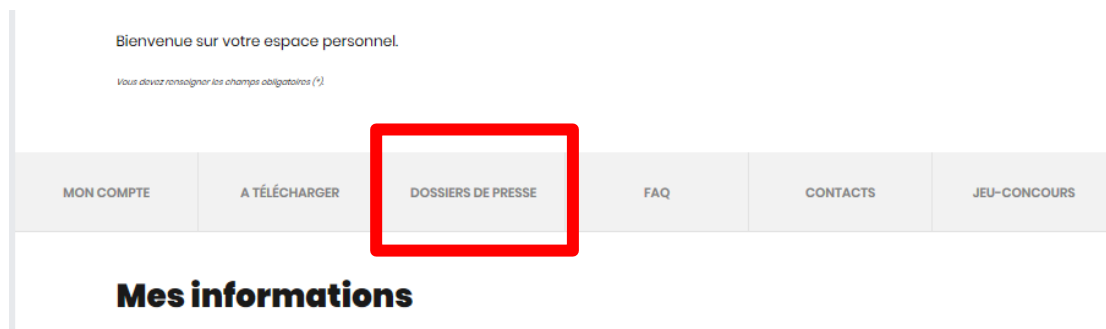 Bienvenue sur votre espace personnel.
Vous devez renseigner les champs obligatoires (*).
MON COMPTE A TÉLÉCHARGER DOSSIERS DE PRESSE FAQ CONTACTS JEU-CONCOURS
Mes informations